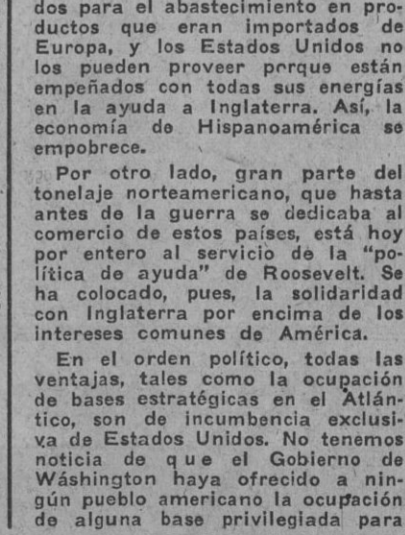 dos para el abastecimiento en pro-
ductos que eran importados de
Europa, y los Estados Unidos no
los pueden proveer porque están
empeñados con todas sus energías
en la ayuda a Inglaterra. Así, la
economía de Hispanoamérica se
empobrece.
Por otro lado, gran parte del
tonelaje norteamericano, que hasta
antes de la guerra se dedicaba al
comercio de estos países, está hoy
por entero al servicio de la "po-
lítica de ayuda" de Roosevelt. Se
ha colocado, pues, la solidaridad
con Inglaterra por encima de los
intereses comunes de América.
En el orden político, todas las
ventajas, tales como la ocupación
de bases estratégicas en el Atlán-
tico, son de incumbencia exclusi-
va de Estados Unidos. No tenemos
noticia de que el Gobierno de
Wáshington haya ofrecido a nin-
gún pueblo americano la ocupación
de alguna base privilegiada para